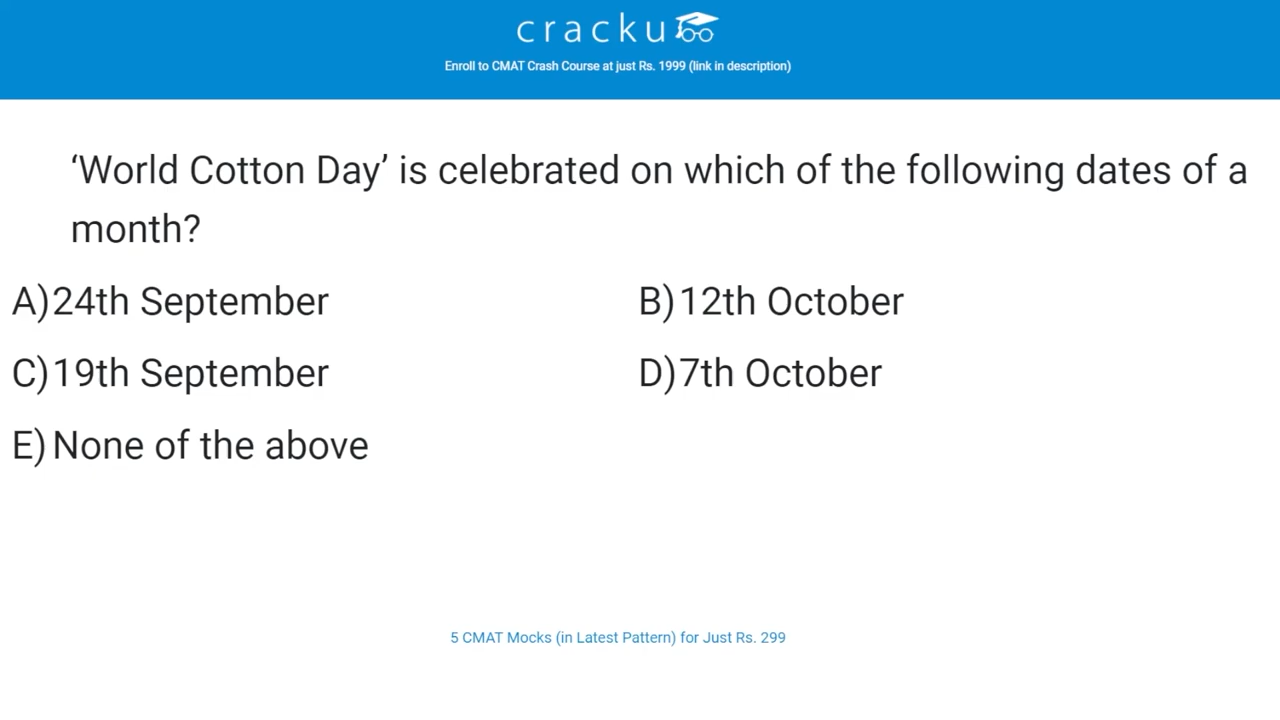 cracku
Enroll to CMAT Crash Course at just Rs. 1999 (link in description)
‘World Cotton Day’ is celebrated on which of the following dates of a
month?
A) 24th September
B) 12th October
C) 19th September
D) 7th October
E) None of the above
5 CMAT Mocks (in Latest Pattern) for Just Rs. 299